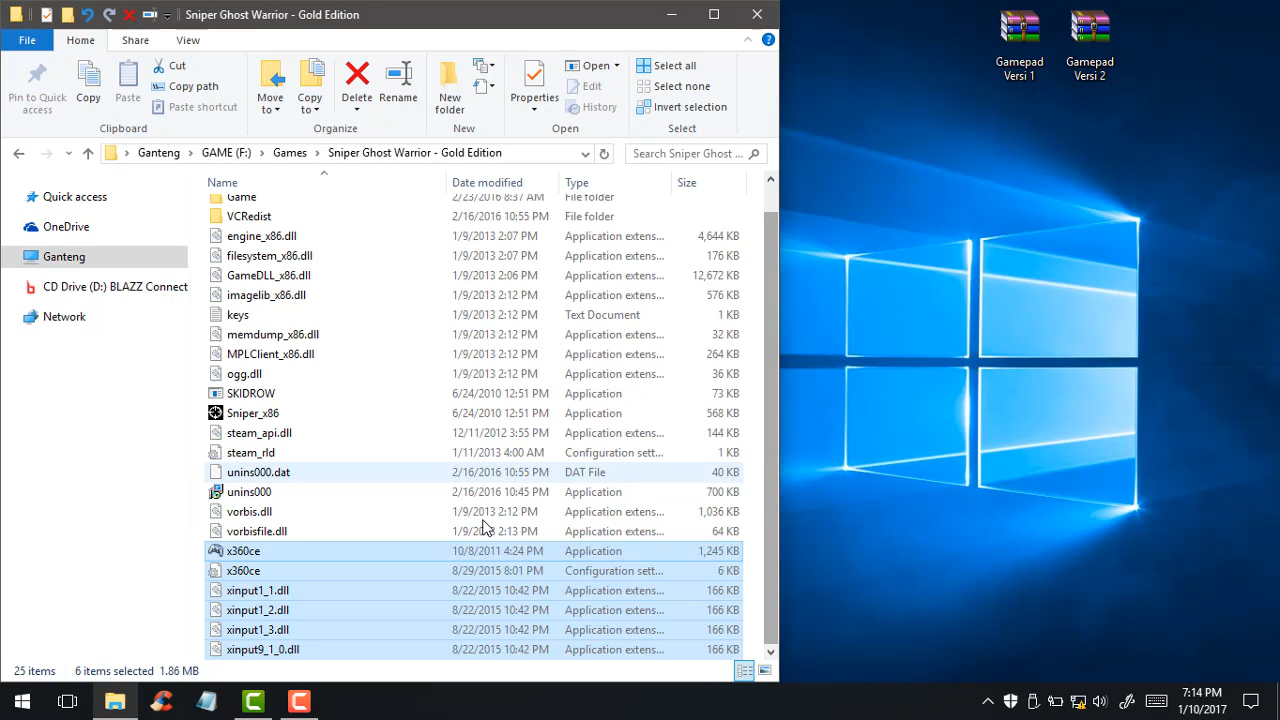 Sniper Ghost Warrior - Gold Edition
File Home Share View
Pin to Quick access
Copy
Paste
Cut
Copy path
Paste shortcut
Clipboard
Move to
Copy to
Delete
Rename
Organize
New folder
New
Properties
Open
Edit
History
Open
Select all
Select none
Invert selection
Select
Ganteng GAME (F:) Games Sniper Ghost Warrior - Gold Edition
Search Sniper Ghost ...
Quick access
OneDrive
Ganteng
CD Drive (D:) BLAZZ Connect
Network
Name Date modified Type Size
Game 2/23/2016 8:37 AM File folder
VCRedist 2/16/2016 10:55 PM File folder
engine_x86.dll 1/9/2013 2:07 PM Application extens... 4,644 KB
filesystem_x86.dll 1/9/2013 2:07 PM Application extens... 176 KB
GameDLL_x86.dll 1/9/2013 2:06 PM Application extens... 12,672 KB
imagelib_x86.dll 1/9/2013 2:12 PM Application extens... 576 KB
keys 1/9/2013 2:12 PM Text Document 1 KB
memdump_x86.dll 1/9/2013 2:12 PM Application extens... 32 KB
MPLClient_x86.dll 1/9/2013 2:12 PM Application extens... 264 KB
ogg.dll 1/9/2013 2:12 PM Application extens... 36 KB
SKIDROW 6/24/2010 12:51 PM Application 73 KB
Sniper_x86 6/24/2010 12:51 PM Application 568 KB
steam_api.dll 12/11/2012 3:55 PM Application extens... 144 KB
steam_rld 1/11/2013 4:00 AM Configuration sett... 1 KB
unins000.dat 2/16/2016 10:55 PM DAT File 40 KB
unins000 2/16/2016 10:45 PM Application 700 KB
vorbis.dll 1/9/2013 2:12 PM Application extens... 1,036 KB
vorbisfile.dll 1/9/2013 2:13 PM Application extens... 64 KB
x360ce 10/8/2011 4:24 PM Application 1,245 KB
x360ce 8/29/2015 8:01 PM Configuration sett... 6 KB
xinput1_1.dll 8/22/2015 10:42 PM Application extens... 166 KB
xinput1_2.dll 8/22/2015 10:42 PM Application extens... 166 KB
xinput1_3.dll 8/22/2015 10:42 PM Application extens... 166 KB
xinput9_1_0.dll 8/22/2015 10:42 PM Application extens... 166 KB
25 items 6 items selected 1.86 MB
Gamepad Versi 1
Gamepad Versi 2
7:14 PM
1/10/2017